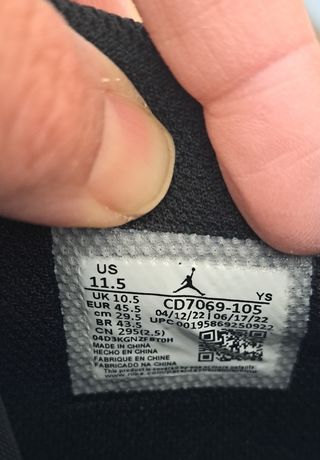 US
11.5
YS
UK 10.5
CD7069-105
EUR 45.5
04/12/22 | 06/17/22
cm 29.5
UPC 00195869250922
BR 43.5
CN 295(2.5)
MADE IN CHINA
HECHO EN CHINA
FABRIQUE EN CHINE
FABRICADO NA CHINA